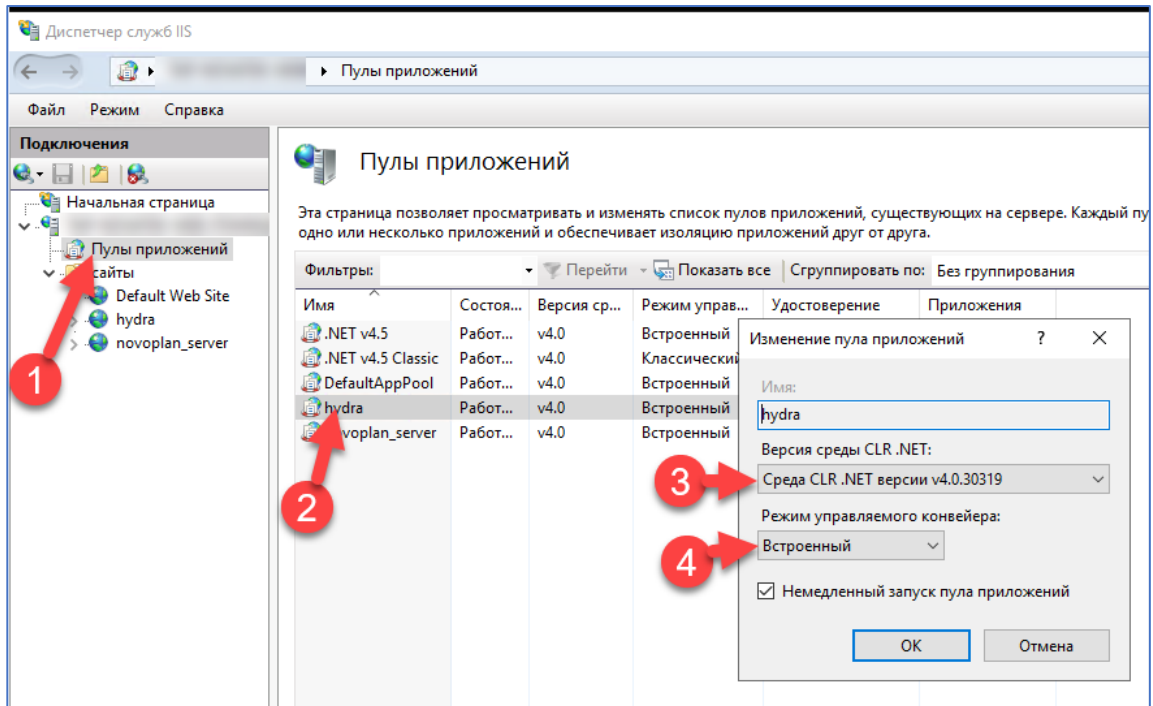 Диспетчер служб IIS
Пулы приложений
Файл Режим Справка
Подключения
Начальная страница
Пулы приложений
сайты
Default Web Site
hydra
novoplan_server
1
Пулы приложений
Эта страница позволяет просматривать и изменять список пулов приложений, существующих на сервере. Каждый пу
одно или несколько приложений и обеспечивает изоляцию приложений друг от друга.
Фильтры: Перейти Показать все Сгруппировать по: Без группирования
Имя Состоя... Версия ср... Режим управ... Удостоверение Приложения
.NET v4.5 Работ... v4.0 Встроенный
.NET v4.5 Classic Работ... v4.0 Классический
DefaultAppPool Работ... v4.0 Встроенный
hydra Работ... v4.0 Встроенный
novoplan_server Работ... v4.0 Встроенный
2
Изменение пула приложений ?
Имя:
hydra
Версия среды CLR .NET:
3
Среда CLR .NET версии v4.0.30319
Режим управляемого конвейера:
4
Встроенный
Немедленный запуск пула приложений
ОК Отмена